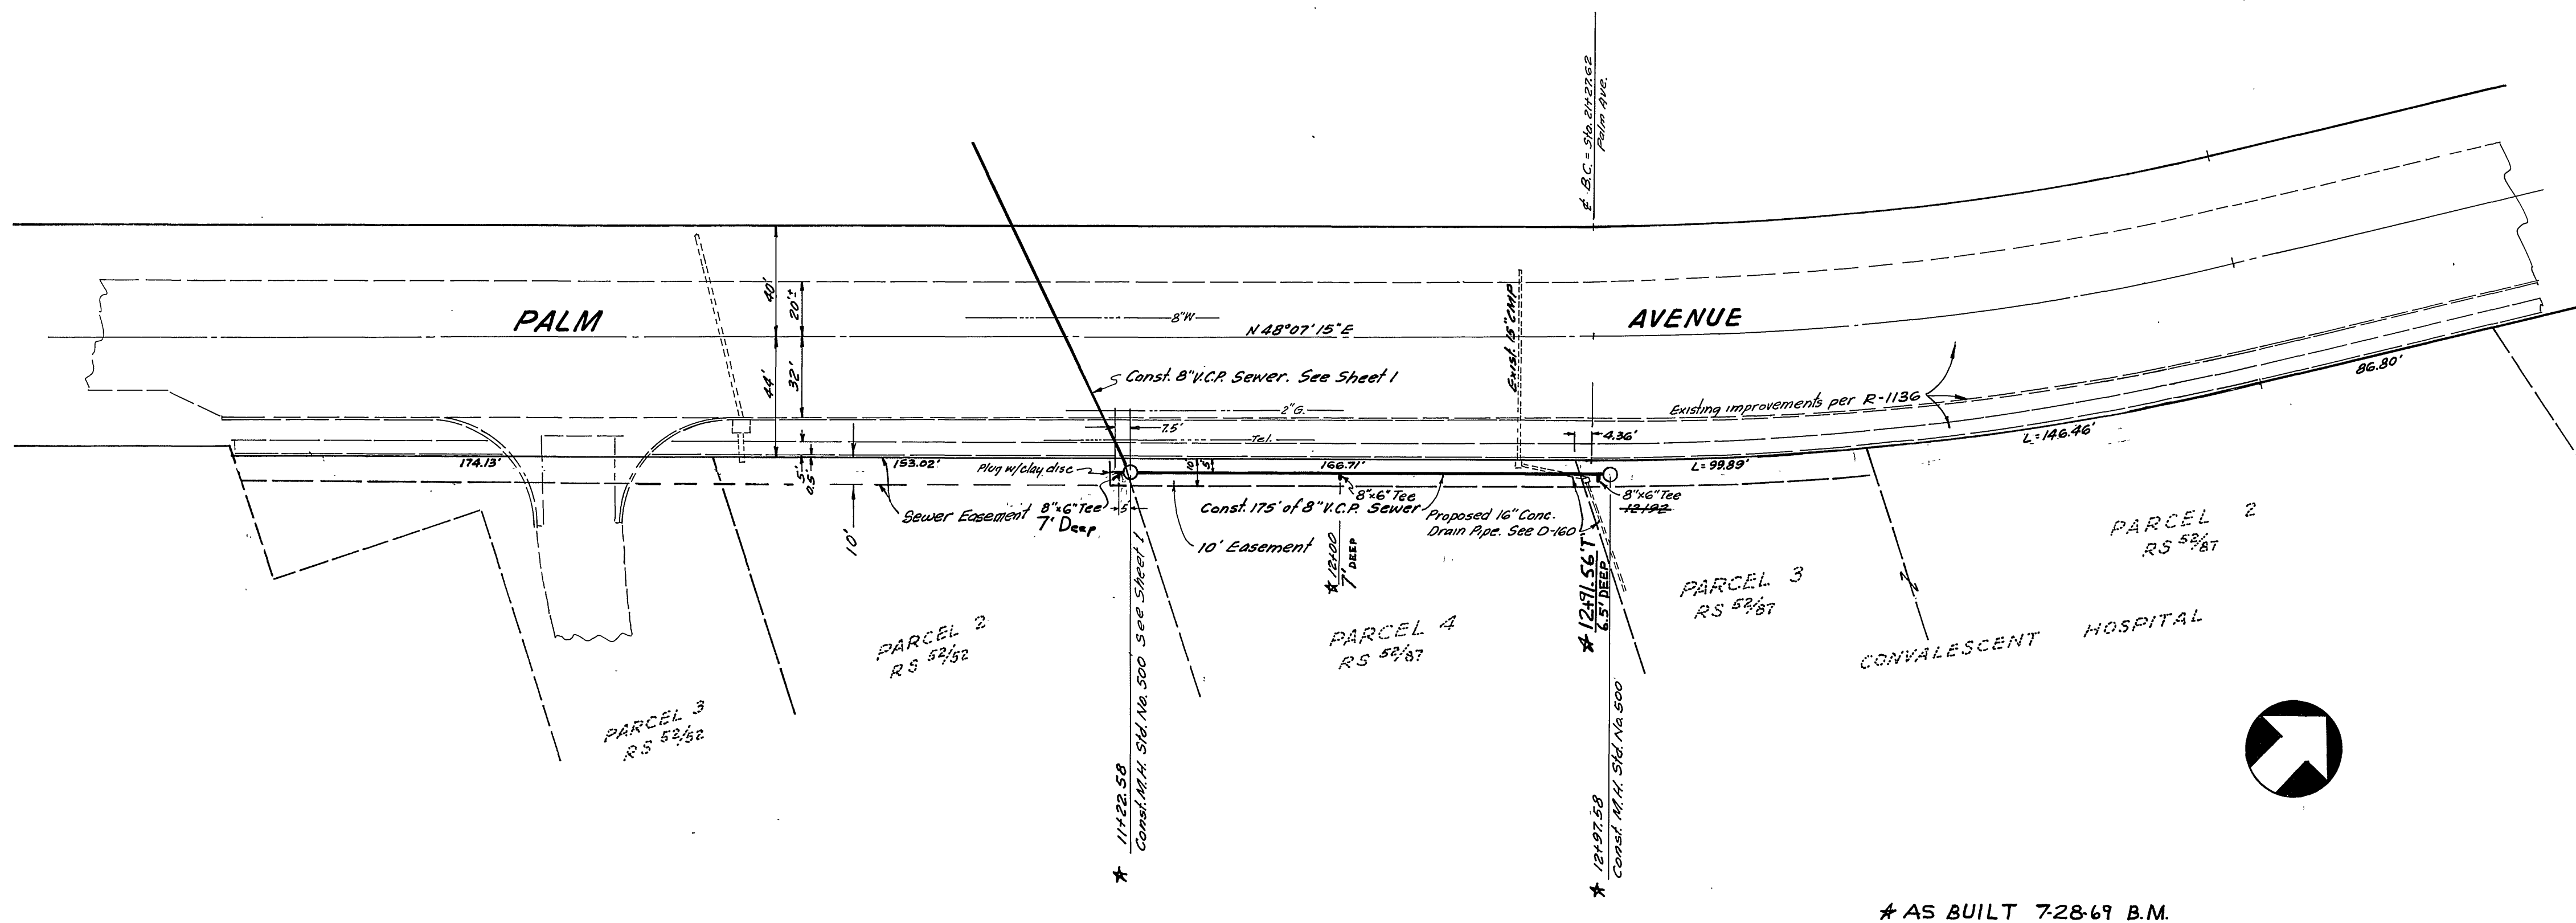 ℄ B.C. = Sta. 21+27.62
Palm Ave.
PALM
AVENUE
40'
20'±
44'
32'
8"W
N 48°07'15"E
Exist. 15" CMP
Const. 8" V.C.P. Sewer. See Sheet 1
2"G.
Existing improvements per R-1136
86.80'
7.5'
Tel.
4.36'
L=146.46'
174.13'
153.02'
Plug w/clay disc
10'
5'
166.71'
L=99.89'
5'
0.5'
10'
Sewer Easement
8"x6" Tee
7' Deep
5'
Const. 175' of 8" V.C.P. Sewer
8"x6" Tee
Proposed 16" Conc.
Drain Pipe. See D-160
8"x6" Tee
12+92
10' Easement
* 12+00
7' DEEP
* 12+91.56 'T'
6.5' DEEP
PARCEL 2
RS 52/87
PARCEL 3
RS 52/87
PARCEL 2
RS 52/52
PARCEL 4
RS 52/87
CONVALESCENT HOSPITAL
PARCEL 3
RS 52/52
* 11+22.58
Const. M.H. Std. No. 500 See Sheet 1
* 12+97.58
Const. M.H. Std. No. 500
* AS BUILT 7-28-69 B.M.